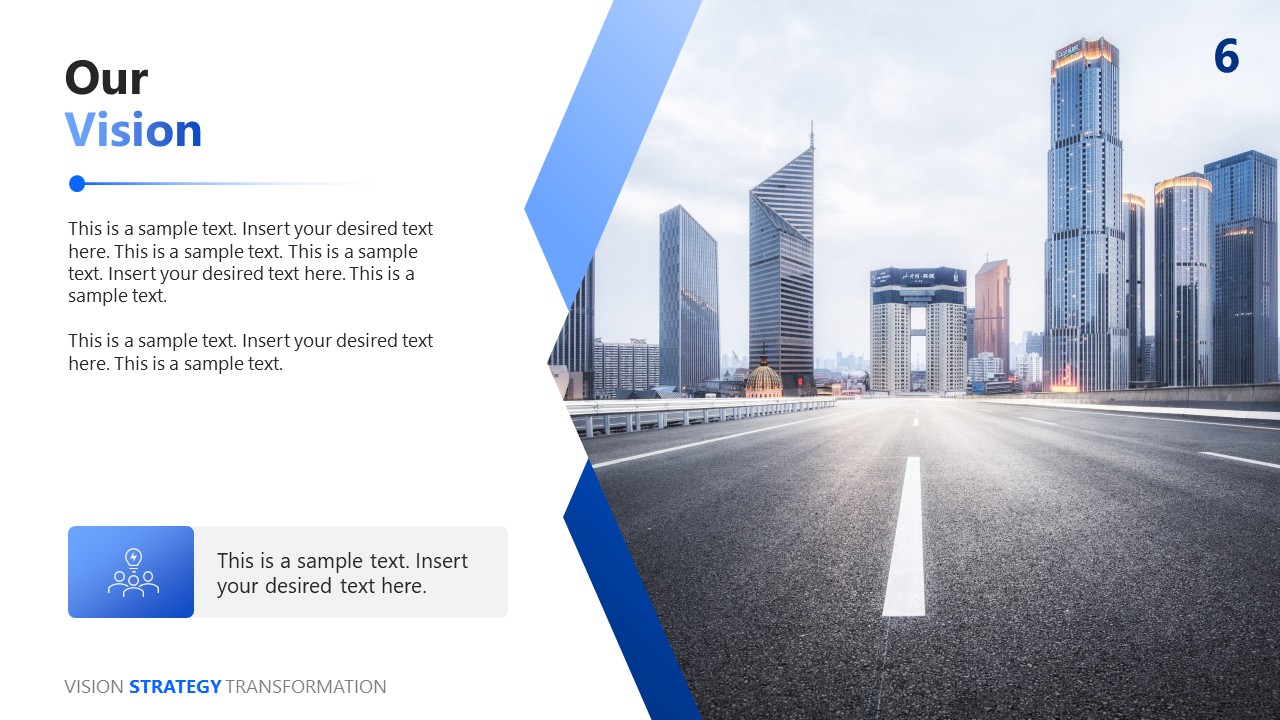 Our
Vision
6
This is a sample text. Insert your desired text
here. This is a sample text. This is a sample
text. Insert your desired text here. This is a
sample text.
This is a sample text. Insert your desired text
here. This is a sample text.
This is a sample text. Insert
your desired text here.
VISION STRATEGY TRANSFORMATION